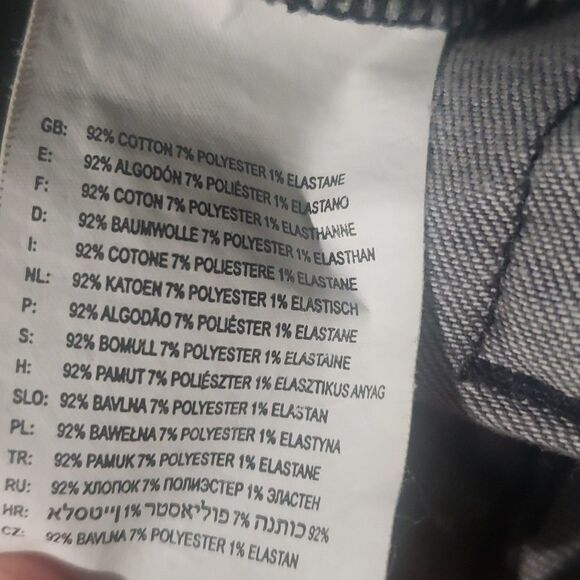 GB: 92% COTTON 7% POLYESTER 1% ELASTANE
E: 92% ALGODÓN 7% POLIÉSTER 1% ELASTANO
F: 92% COTON 7% POLYESTER 1% ELASTHANNE
D: 92% BAUMWOLLE 7% POLYESTER 1% ELASTHAN
I: 92% COTONE 7% POLIESTERE 1% ELASTANE
NL: 92% KATOEN 7% POLYESTER 1% ELASTISCH
P: 92% ALGODÃO 7% POLIÉSTER 1% ELASTANE
S: 92% BOMULL 7% POLYESTER 1% ELASTAINE
H: 92% PAMUT 7% POLIÉSZTER 1% ELASZTIKUS ANYAG
SLO: 92% BAVLNA 7% POLYESTER 1% ELASTAN
PL: 92% BAWEŁNA 7% POLYESTER 1% ELASTYNA
TR: 92% PAMUK 7% POLYESTER 1% ELASTANE
RU: 92% ХЛОПОК 7% ПОЛИЭСТЕР 1% ЭЛАСТЕН
HR: 92% כותנה 7% פוליאסטר 1% וייטסלא
CZ: 92% BAVLNA 7% POLYESTER 1% ELASTAN